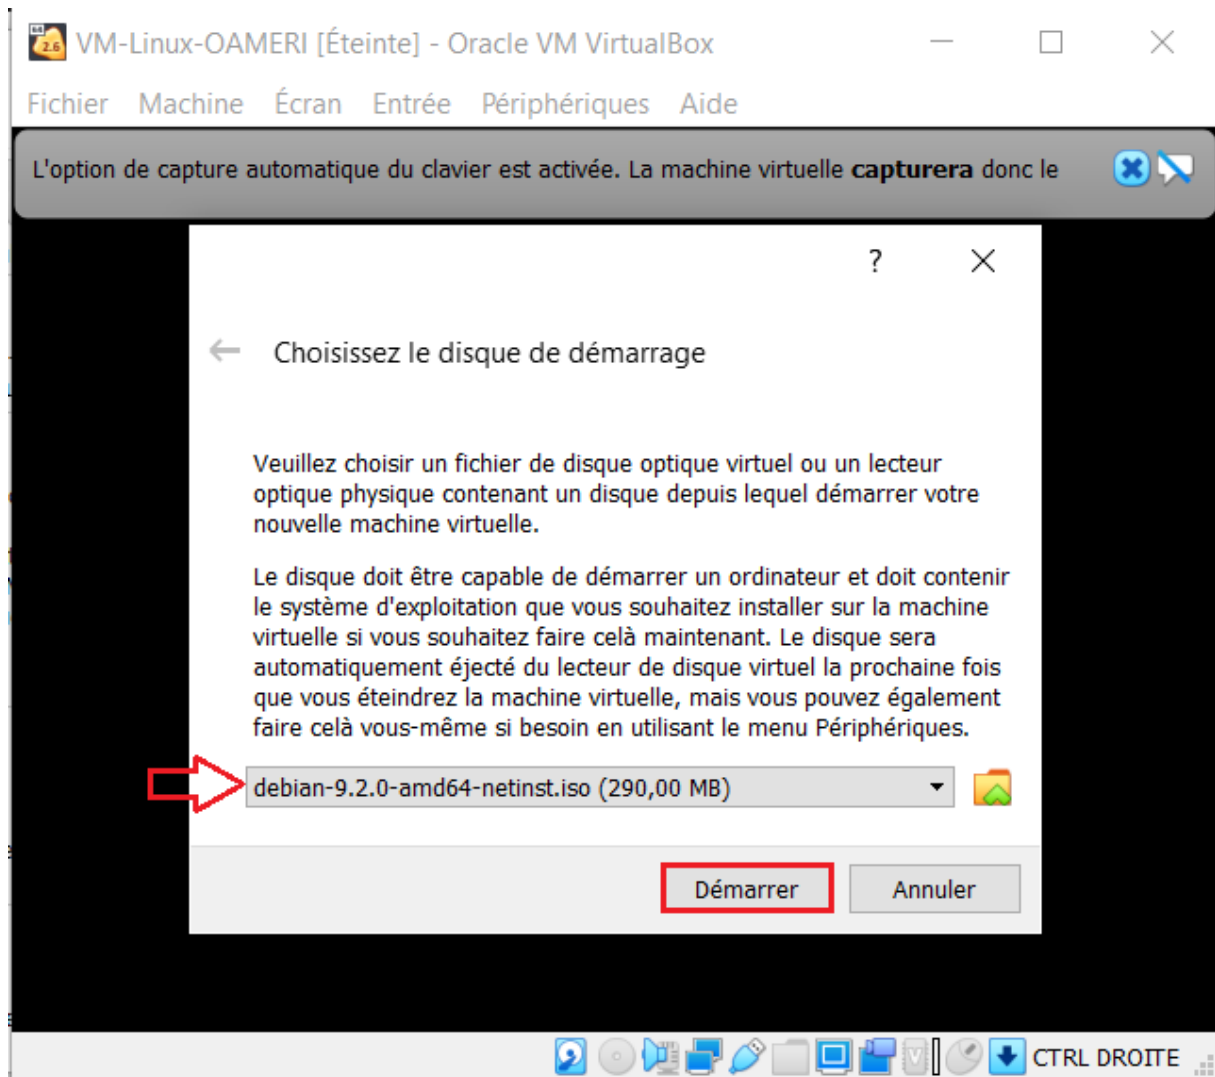 VM-Linux-OAMERI [Éteinte] - Oracle VM VirtualBox
Fichier Machine Écran Entrée Périphériques Aide
L'option de capture automatique du clavier est activée. La machine virtuelle capturera donc le
?
Choisissez le disque de démarrage
Veuillez choisir un fichier de disque optique virtuel ou un lecteur
optique physique contenant un disque depuis lequel démarrer votre
nouvelle machine virtuelle.
Le disque doit être capable de démarrer un ordinateur et doit contenir
le système d'exploitation que vous souhaitez installer sur la machine
virtuelle si vous souhaitez faire celà maintenant. Le disque sera
automatiquement éjecté du lecteur de disque virtuel la prochaine fois
que vous éteindrez la machine virtuelle, mais vous pouvez également
faire celà vous-même si besoin en utilisant le menu Périphériques.
debian-9.2.0-amd64-netinst.iso (290,00 MB)
Démarrer Annuler
CTRL DROITE